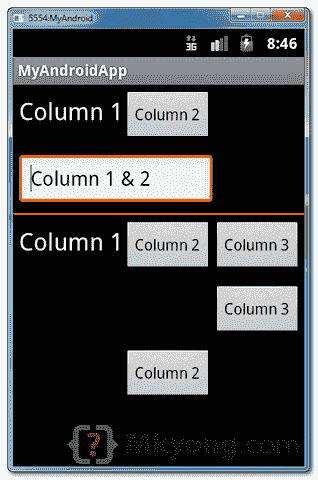 5554:MyAndroid
3G 8:46
MyAndroidApp
Column 1 Column 2
Column 1 & 2
Column 1 Column 2 Column 3
Column 3
Column 2
{?} Mkyong.com